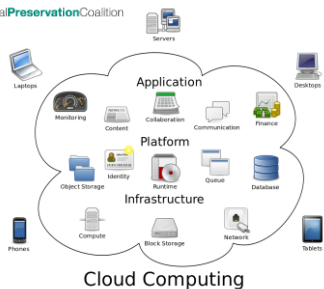 alPreservationCoalition
Servers
Application
Laptops
Desktops
Monitoring
Content
Collaboration
Communication
Finance
Platform
Object Storage
Identity
Runtime
Queue
Database
Infrastructure
Compute
Block Storage
Network
Phones
Tablets
Cloud Computing